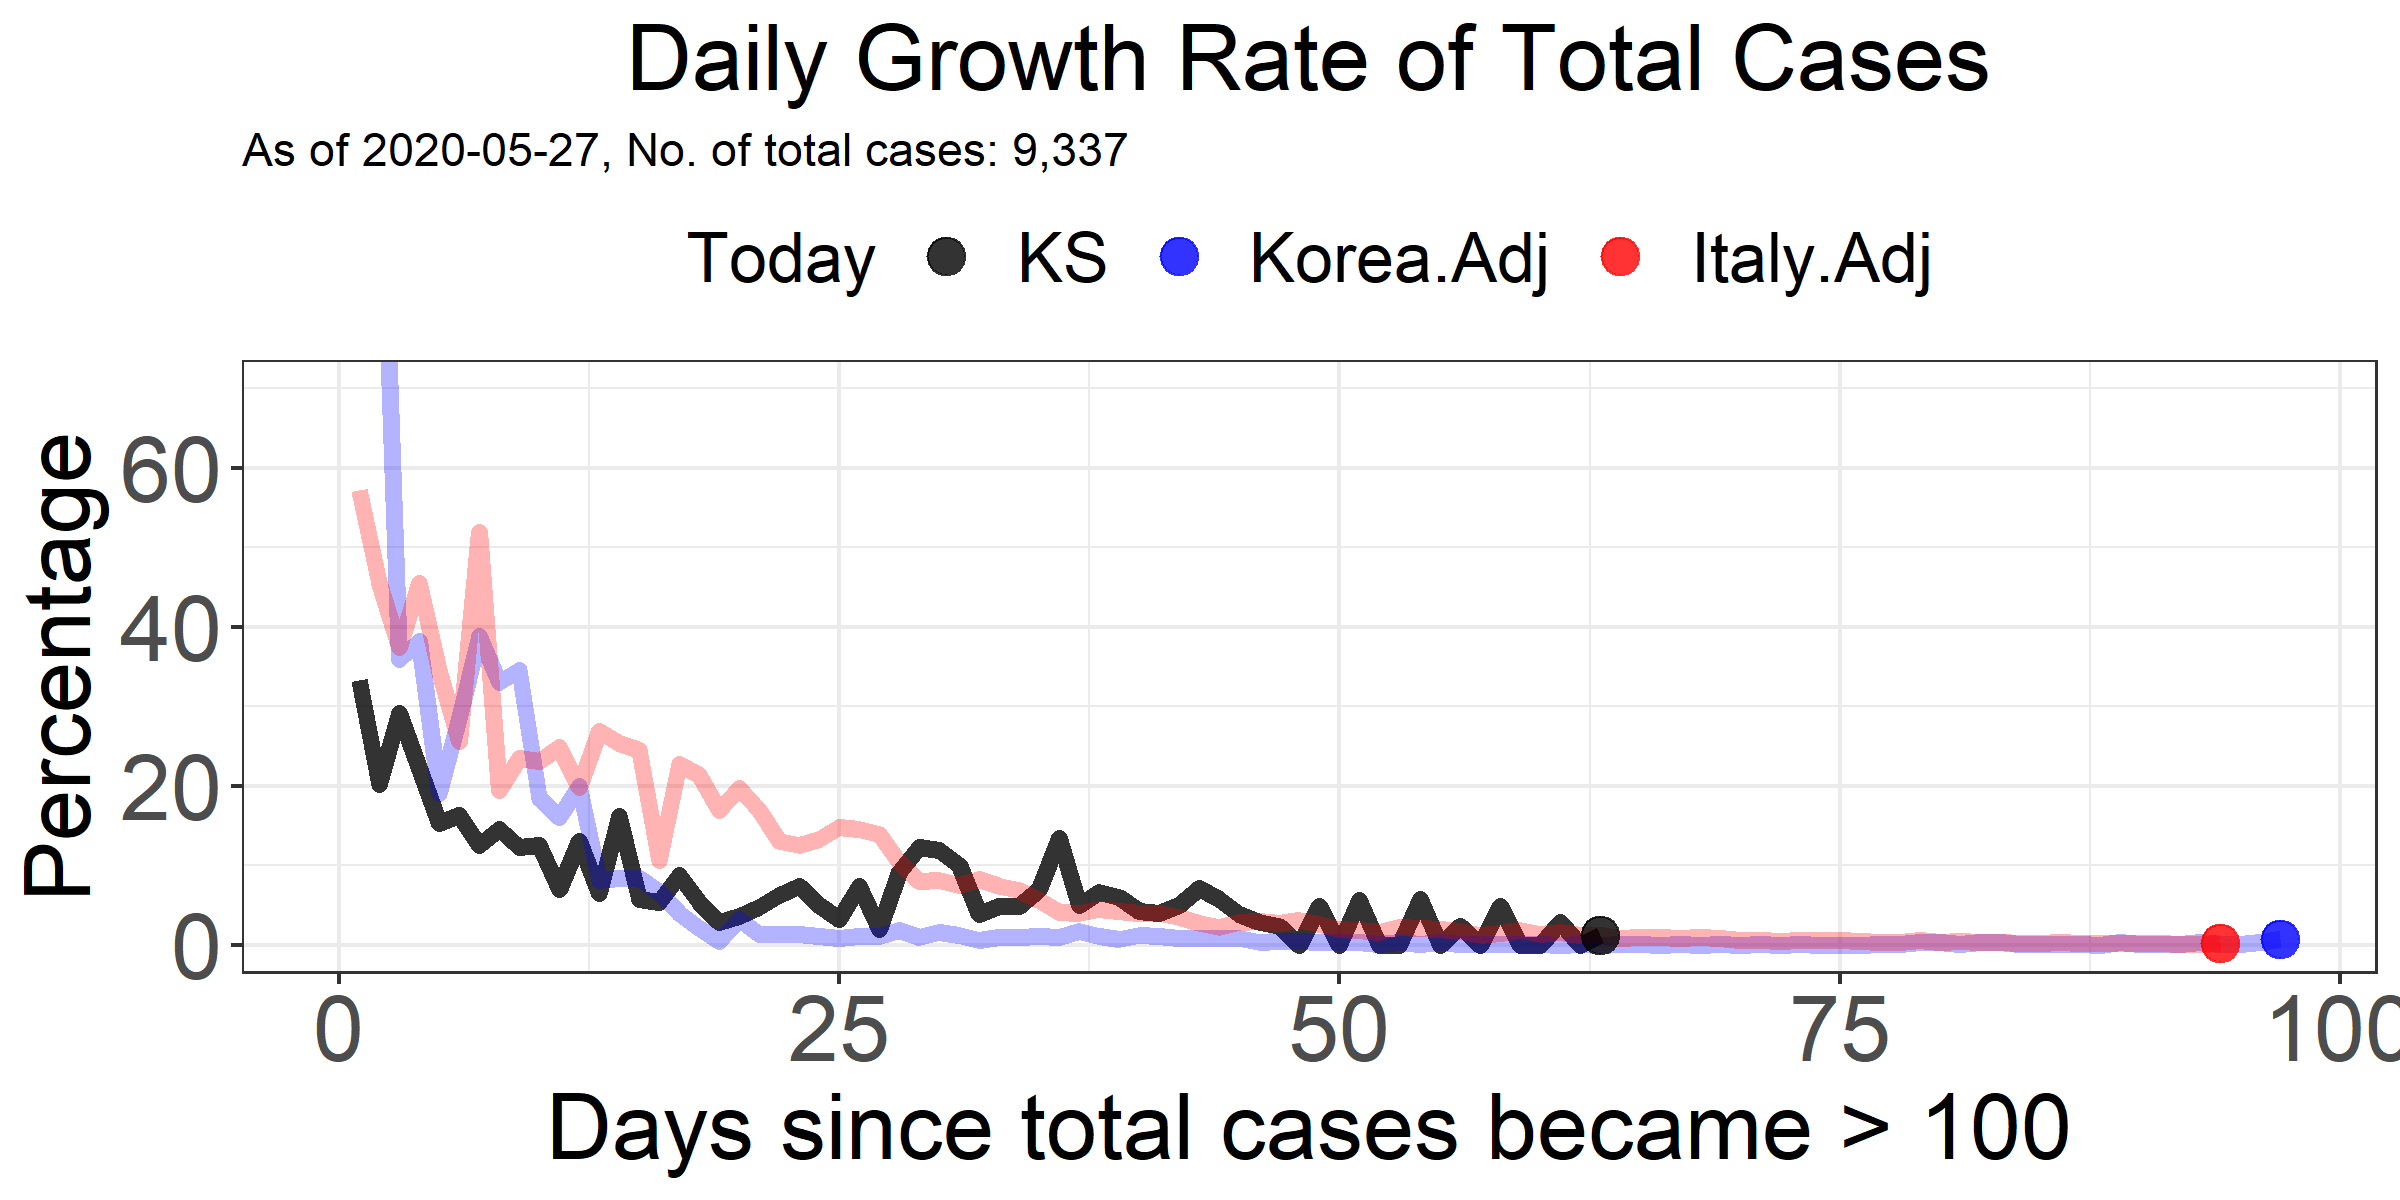 Daily Growth Rate of Total Cases
As of 2020-05-27, No. of total cases: 9,337
Today KS Korea.Adj Italy.Adj
Percentage
60
40
20
0
0 25 50 75 100
Days since total cases became > 100